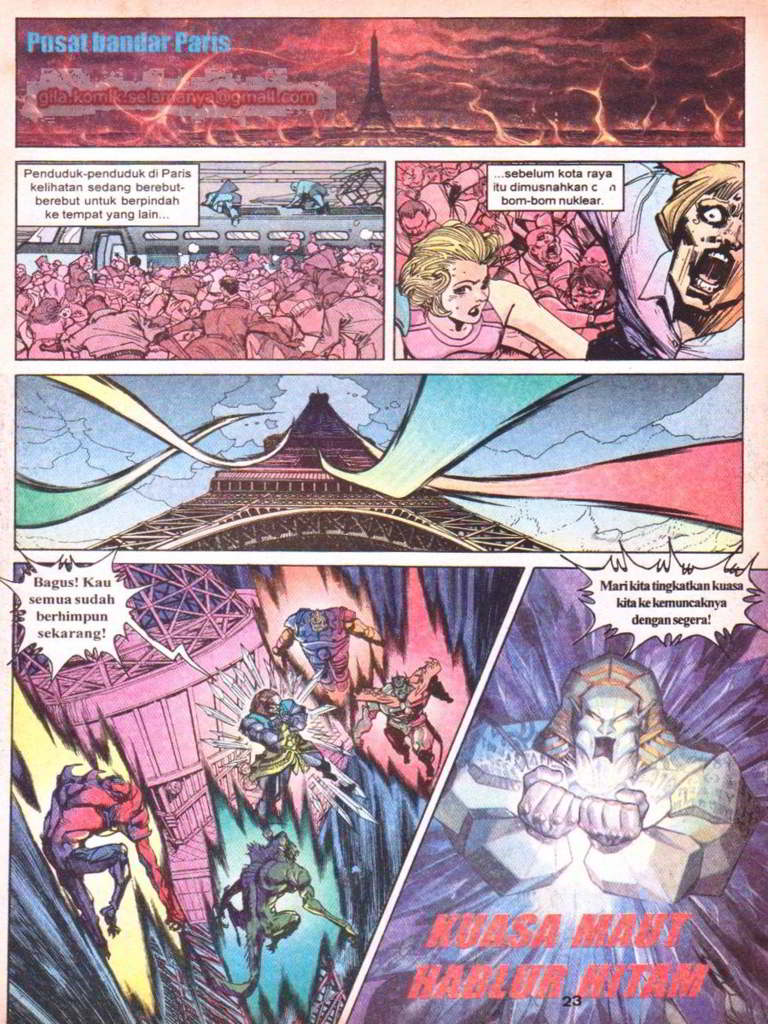 Pusat bandar Paris
gila.komik.selamanya@gmail.com
Penduduk-penduduk di Paris
kelihatan sedang berebut-
berebut untuk berpindah
ke tempat yang lain...
...sebelum kota raya
itu dimusnahkan
bom-bom nuklear.
Bagus! Kau
semua sudah
berhimpun
sekarang!
Mari kita tingkatkan kuasa
kita ke kemuncaknya
dengan segera!
KUASA MAUT
HABLUR HITAM
23